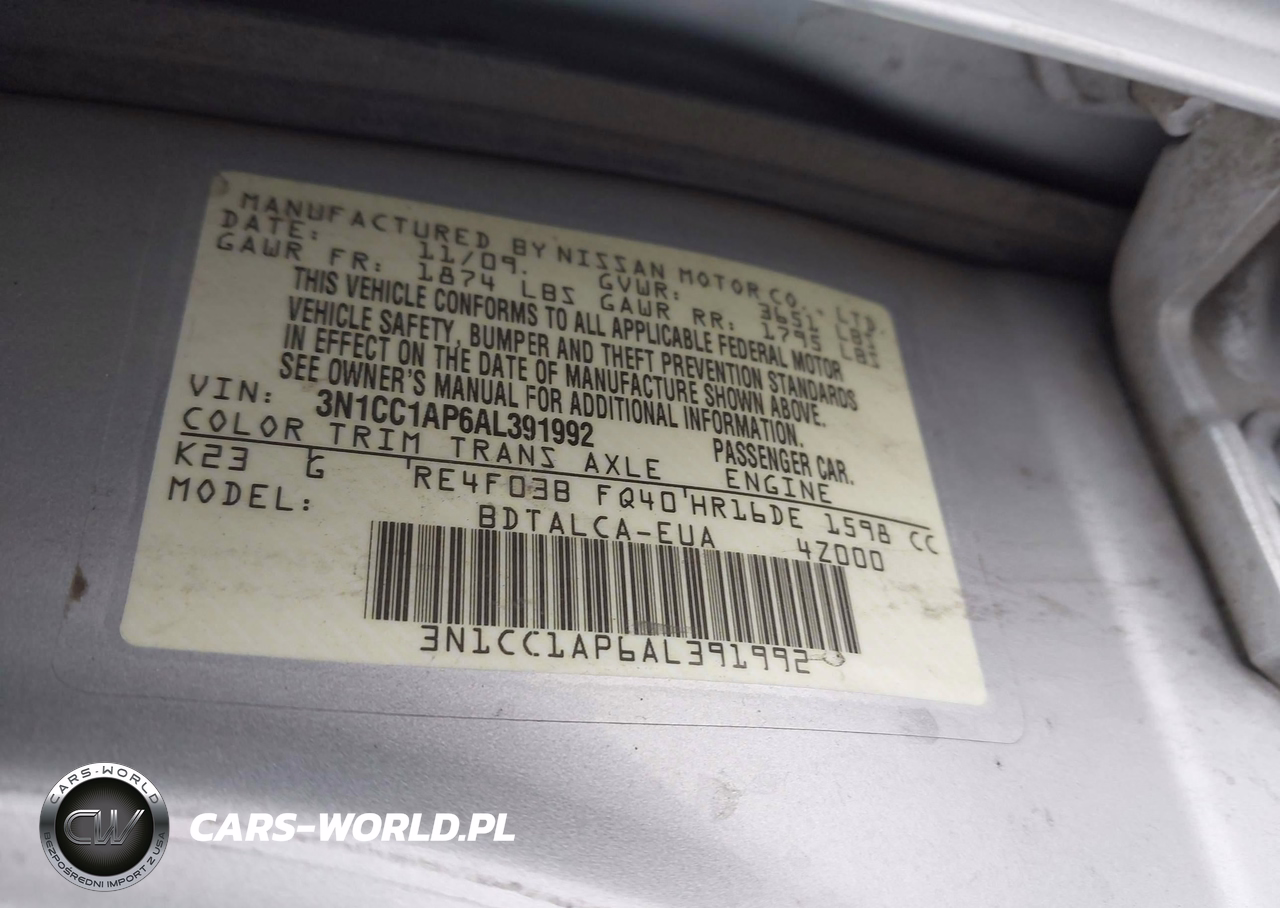 MANUFACTURED BY NISSAN MOTOR CO., LTD.
DATE: 11/09. GVWR: 3651 LBS
GAWR FR: 1874 LBS GAWR RR: 1795 LBS
THIS VEHICLE CONFORMS TO ALL APPLICABLE FEDERAL MOTOR
VEHICLE SAFETY, BUMPER AND THEFT PREVENTION STANDARDS
IN EFFECT ON THE DATE OF MANUFACTURE SHOWN ABOVE.
SEE OWNER'S MANUAL FOR ADDITIONAL INFORMATION.
VIN: 3N1CC1AP6AL391992 PASSENGER CAR.
COLOR TRIM TRANS AXLE ENGINE
K23 G RE4F03B FQ40 HR16DE 1598 CC
MODEL: BDTALCA-EUA 4Z000
3N1CC1AP6AL391992
CARS-WORLD
CW
BEZPOŚREDNI IMPORT Z USA
CARS-WORLD.PL